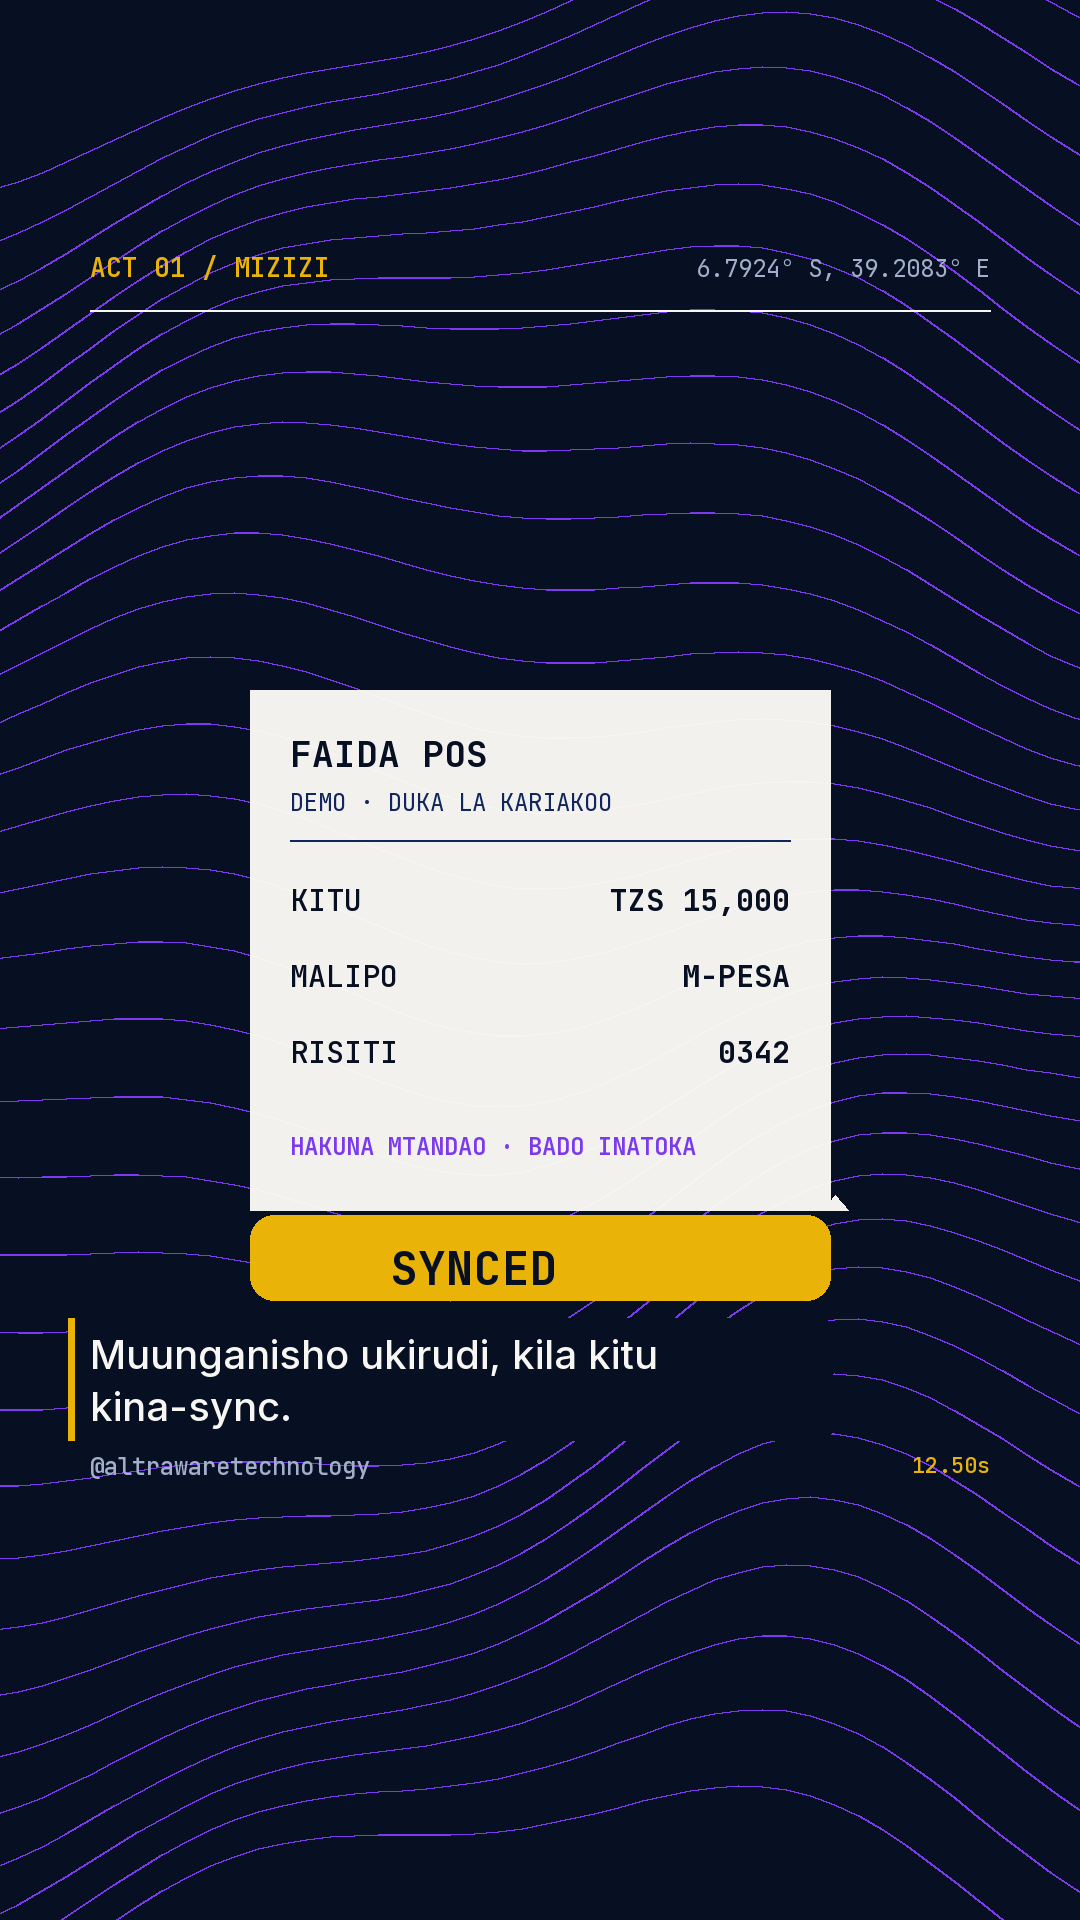 ACT 01 / MIZIZI
6.7924° S, 39.2083° E
FAIDA POS
DEMO · DUKA LA KARIAKOO
KITU TZS 15,000
MALIPO M-PESA
RISITI 0342
HAKUNA MTANDAO · BADO INATOKA
SYNCED
Muunganisho ukirudi, kila kitu
kina-sync.
@altrawaretechnology
12.50s